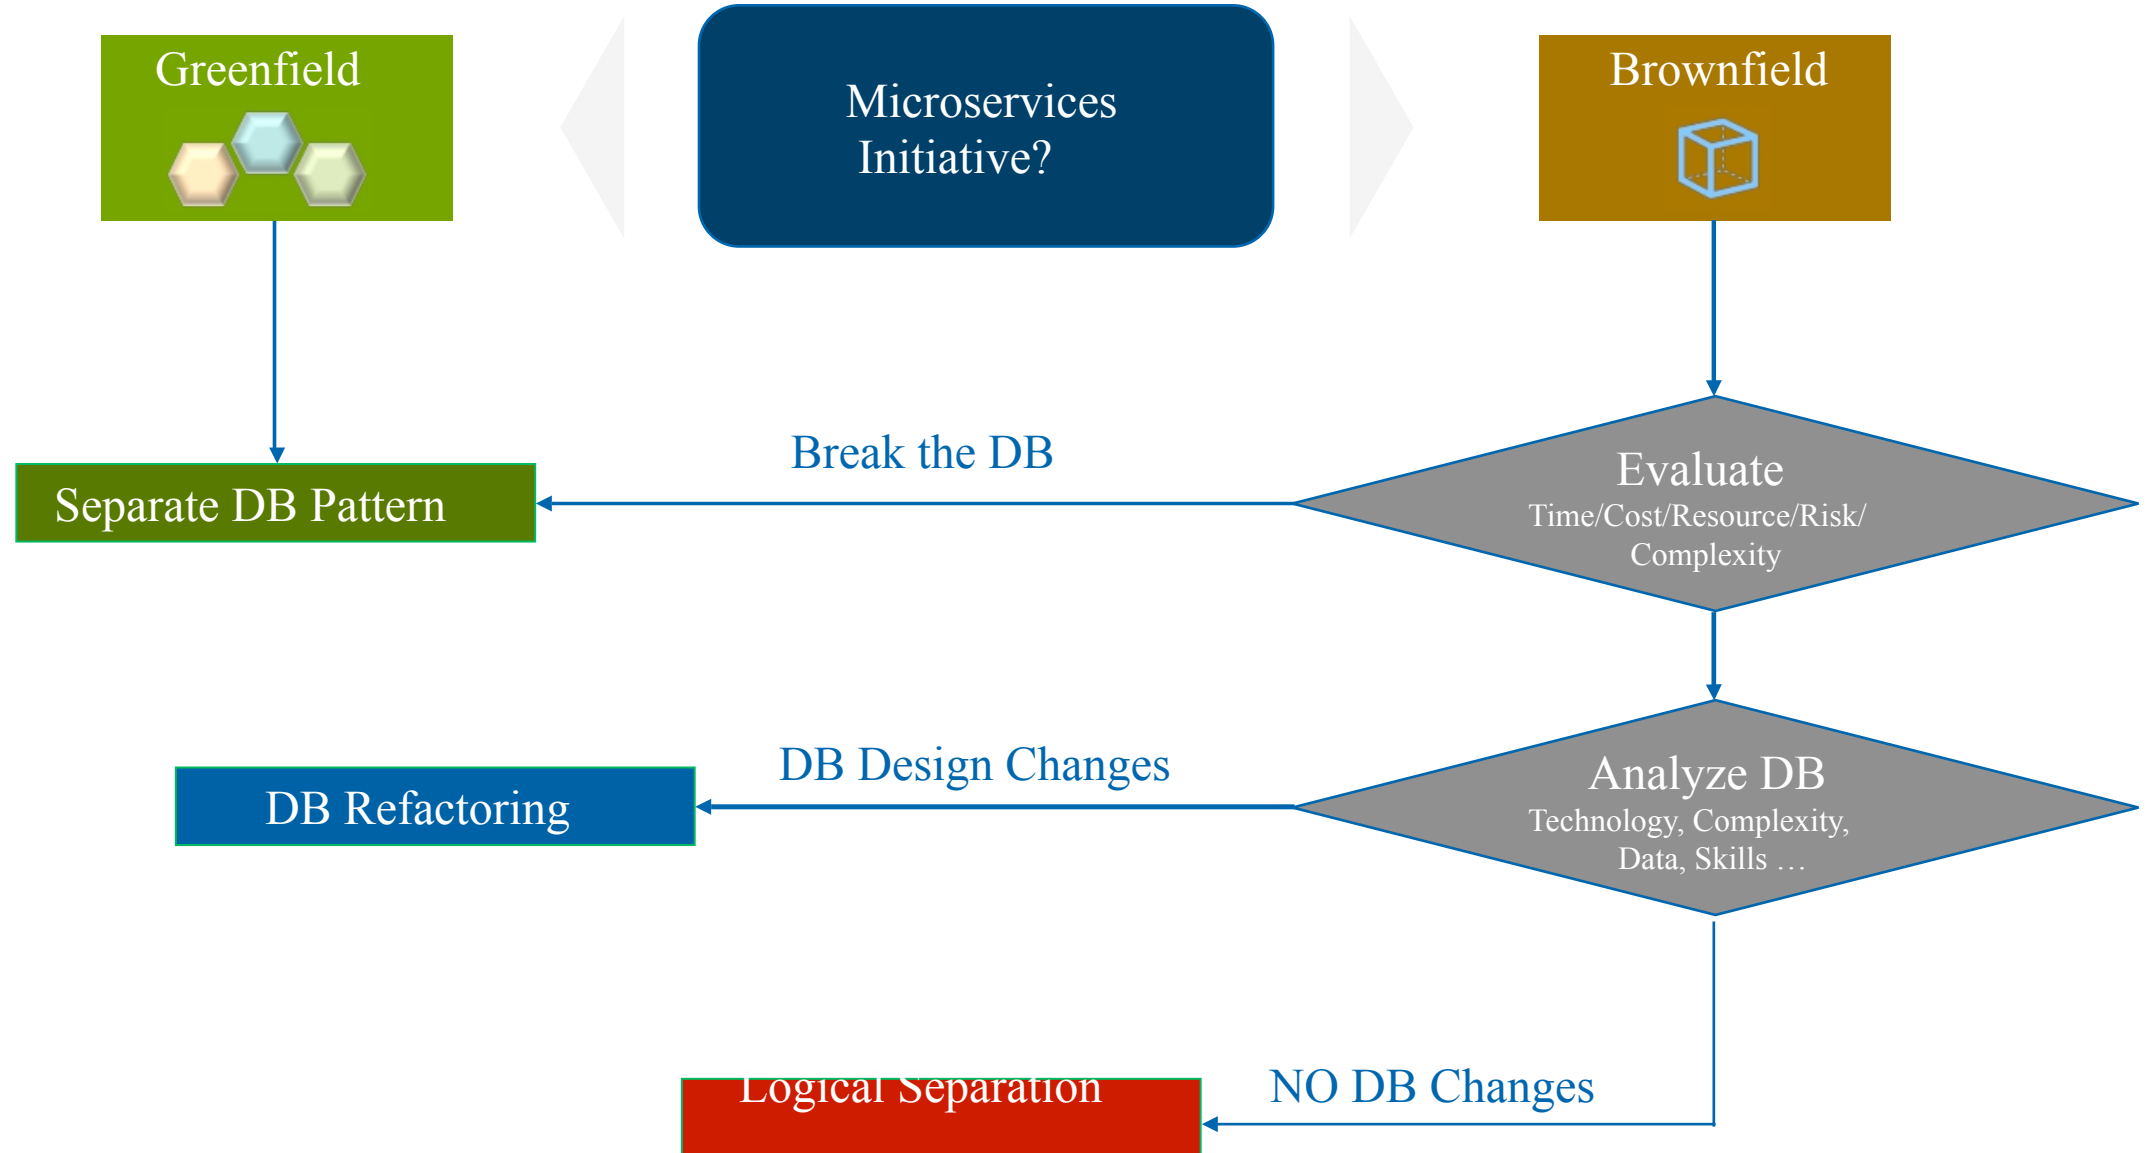 Greenfield
Microservices
Initiative?
Brownfield
Break the DB
Separate DB Pattern
Evaluate
Time/Cost/Resource/Risk/
Complexity
DB Design Changes
DB Refactoring
Analyze DB
Technology, Complexity,
Data, Skills …
Logical Separation
NO DB Changes